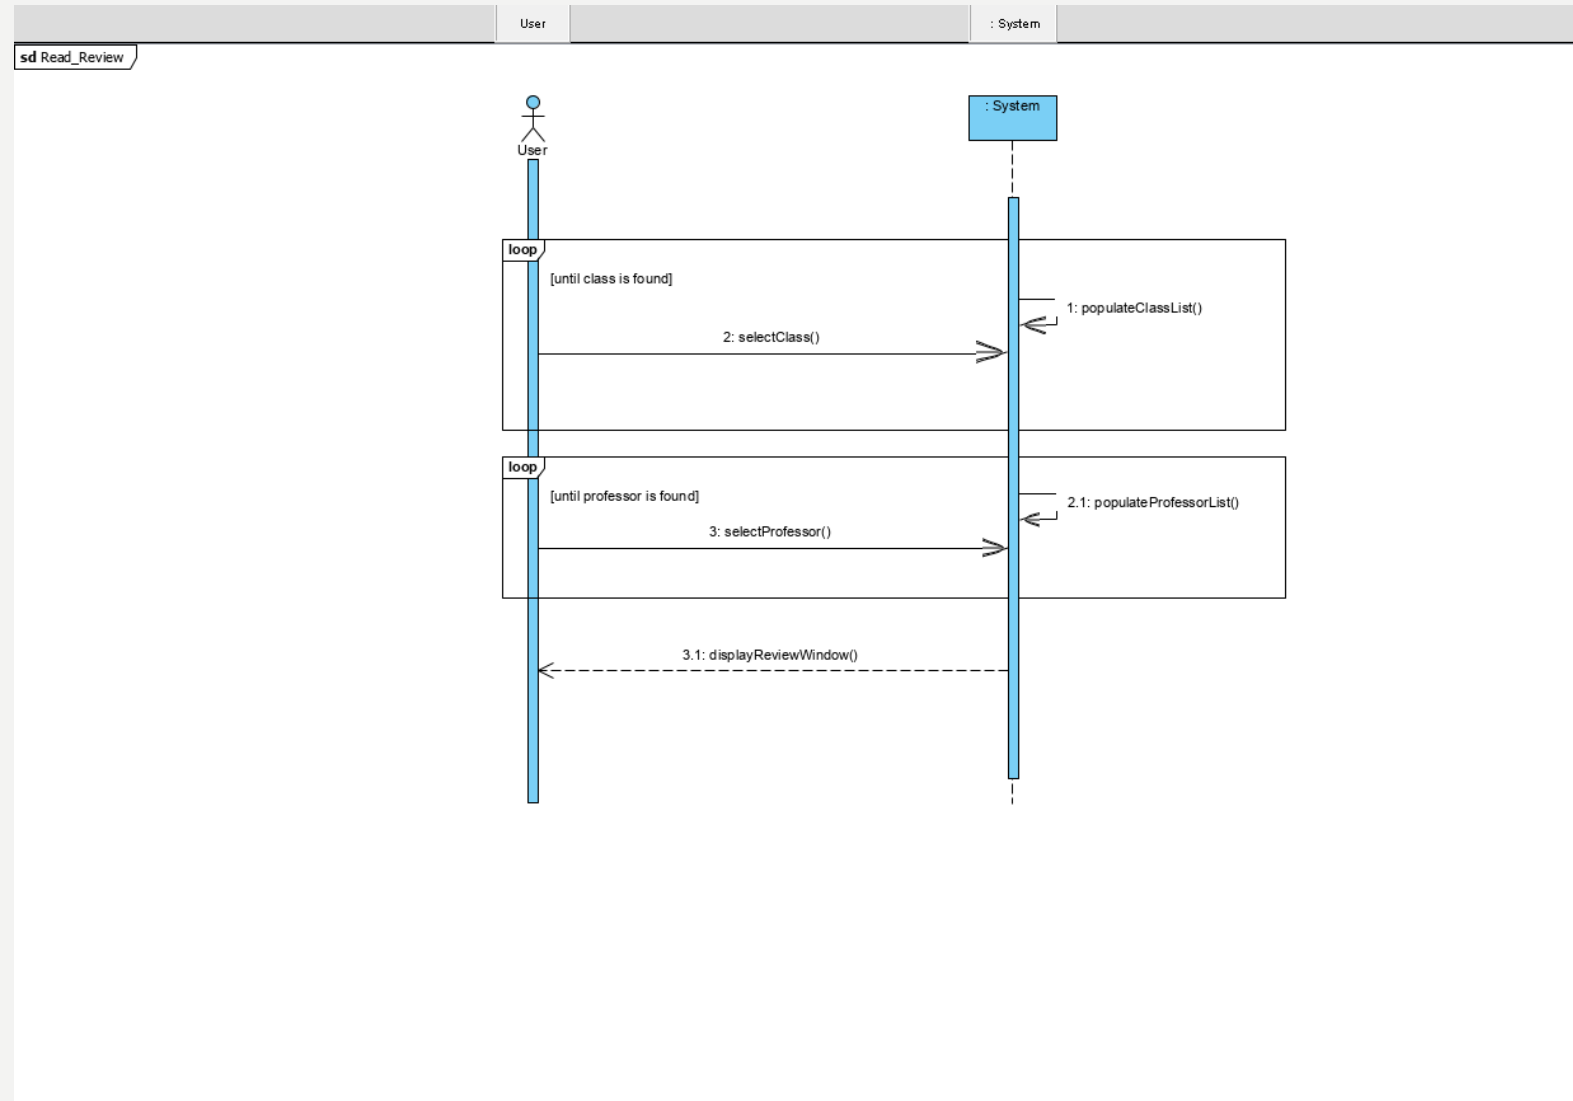 User
: System
sd Read_Review
: System
User
loop
[until class is found]
1: populateClassList()
2: selectClass()
loop
[until professor is found]
2.1: populateProfessorList()
3: selectProfessor()
3.1: displayReviewWindow()